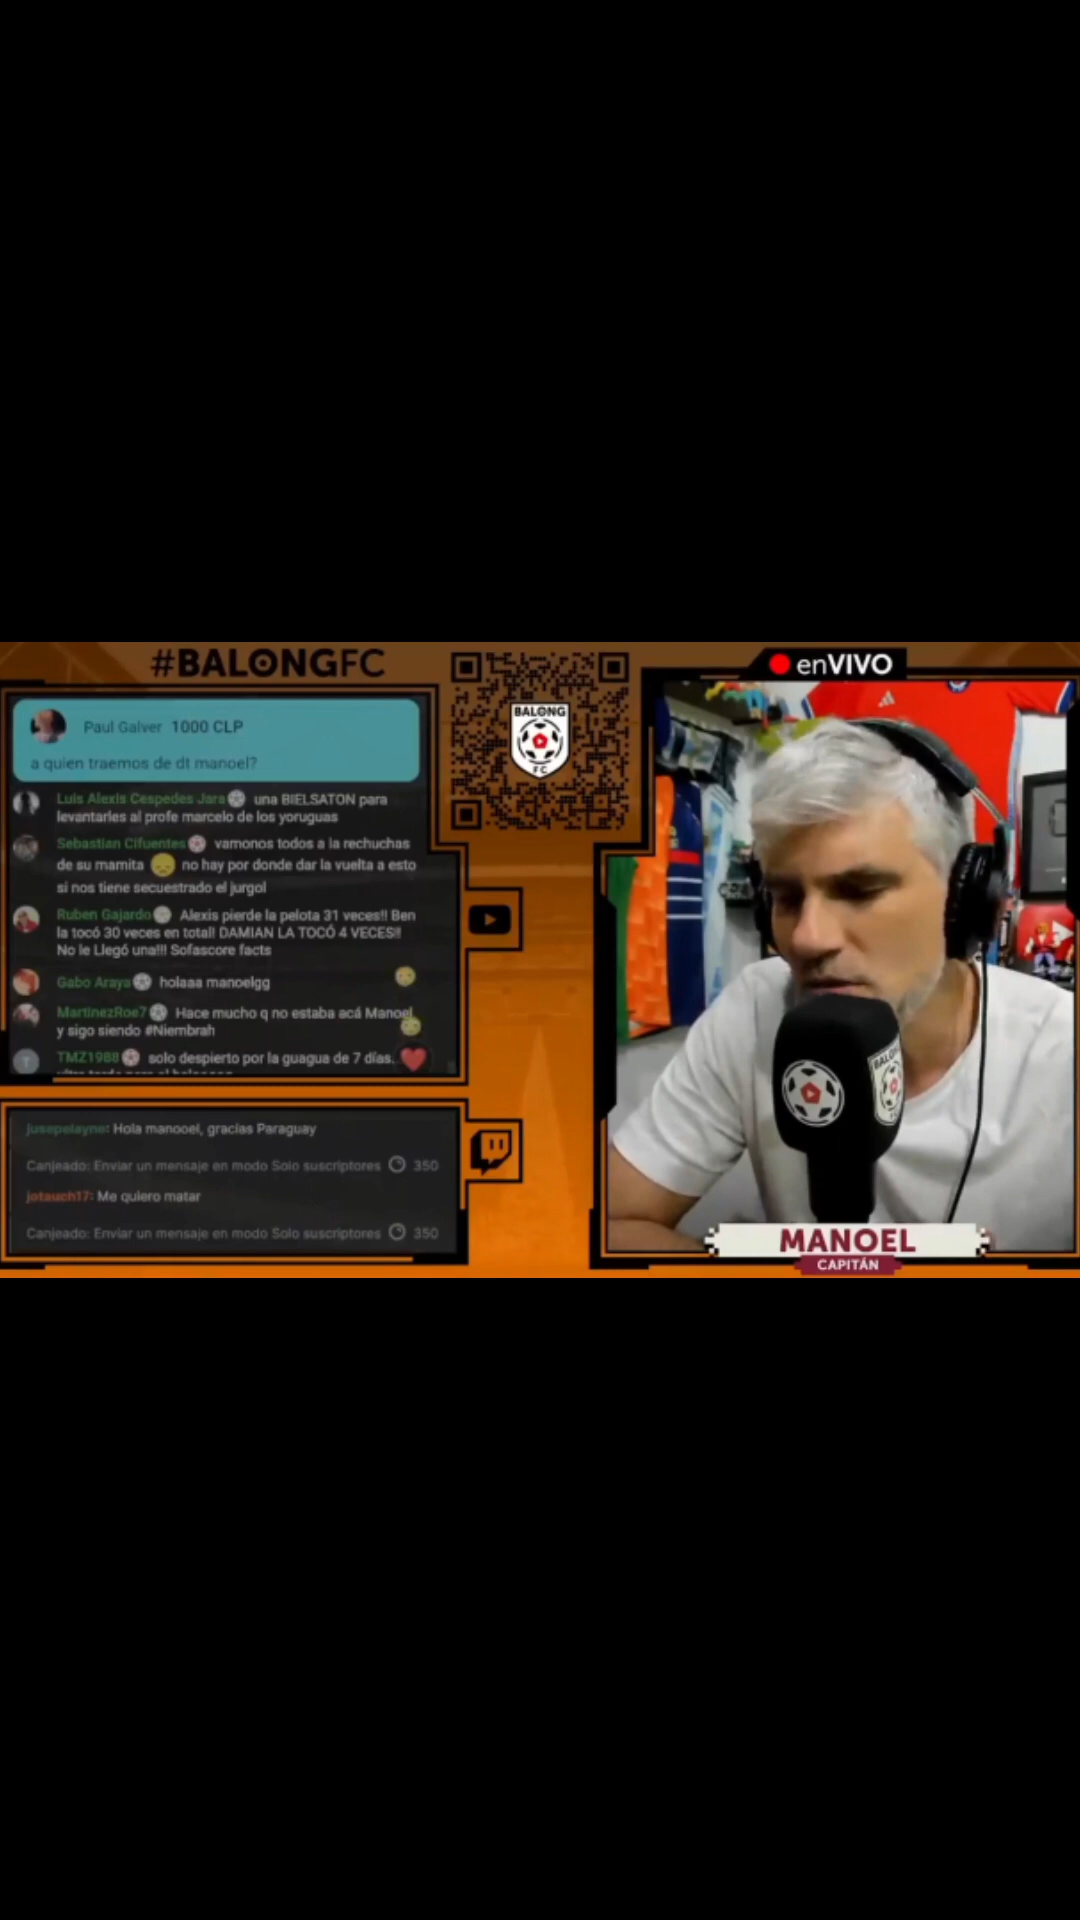 #BALONGFC
Paul Galver 1000 CLP
a quien traemos de dt manoel?
Luis Alexis Cespedes Jara una BIELSATON para
levantarles al profe marcelo de los yoruguas
Sebastian Cifuentes vamonos todos a la rechuchas
de su mamita 😞 no hay por donde dar la vuelta a esto
si nos tiene secuestrado el jurgol
Ruben Gajardo Alexis pierde la pelota 31 veces!! Ben
la tocó 30 veces en total! DAMIAN LA TOCÓ 4 VECES!!
No le Llegó una!!! Sofascore facts
Gabo Araya holaaa manoelgg
MartinezRoe7 Hace mucho q no estaba acá Manoel
y sigo siendo #Niembrah
TMZ1988 solo despierto por la guagua de 7 días.
Hola manooel, gracias Paraguay
Canjeado: Enviar un mensaje en modo Solo suscriptores 350
jotauch17: Me quiero matar
Canjeado: Enviar un mensaje en modo Solo suscriptores 350
BALONG
FC
enVIVO
MANOEL
CAPITÁN